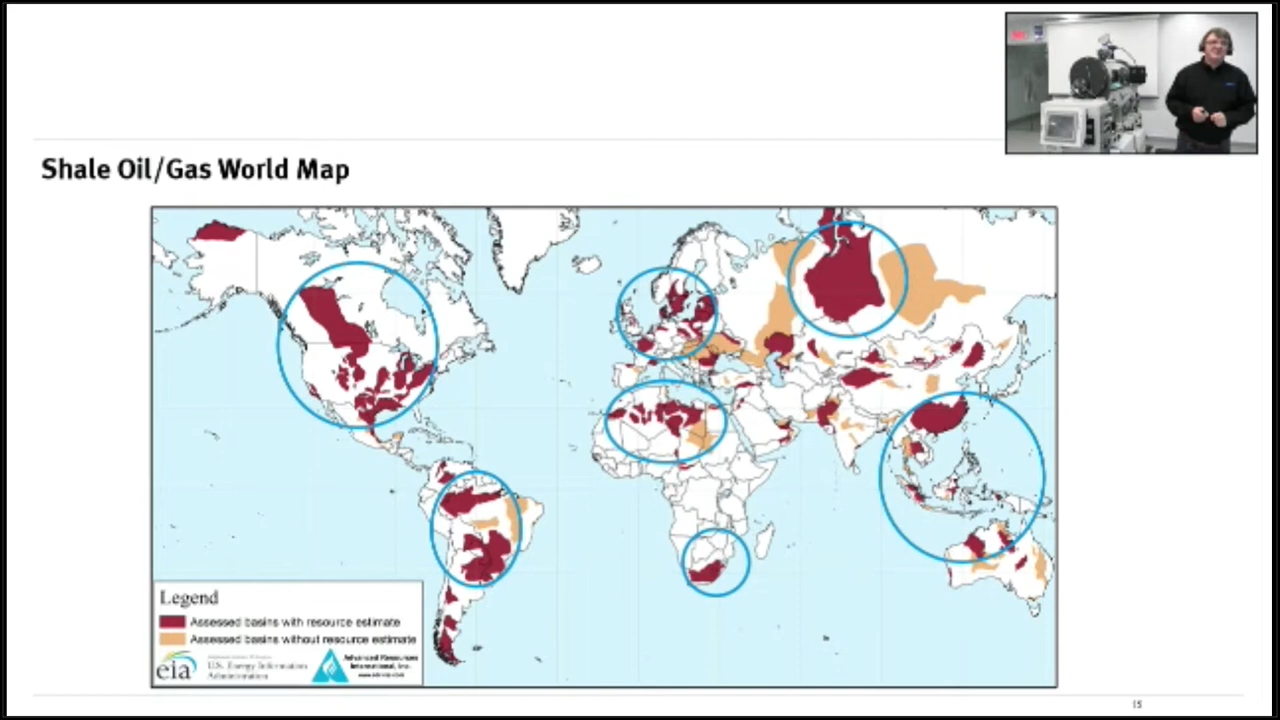 Shale Oil/Gas World Map
Legend
Assessed basins with resource estimate
Assessed basins without resource estimate
eia
U.S. Energy Information
Administration
Advanced Resources
International, Inc.
15